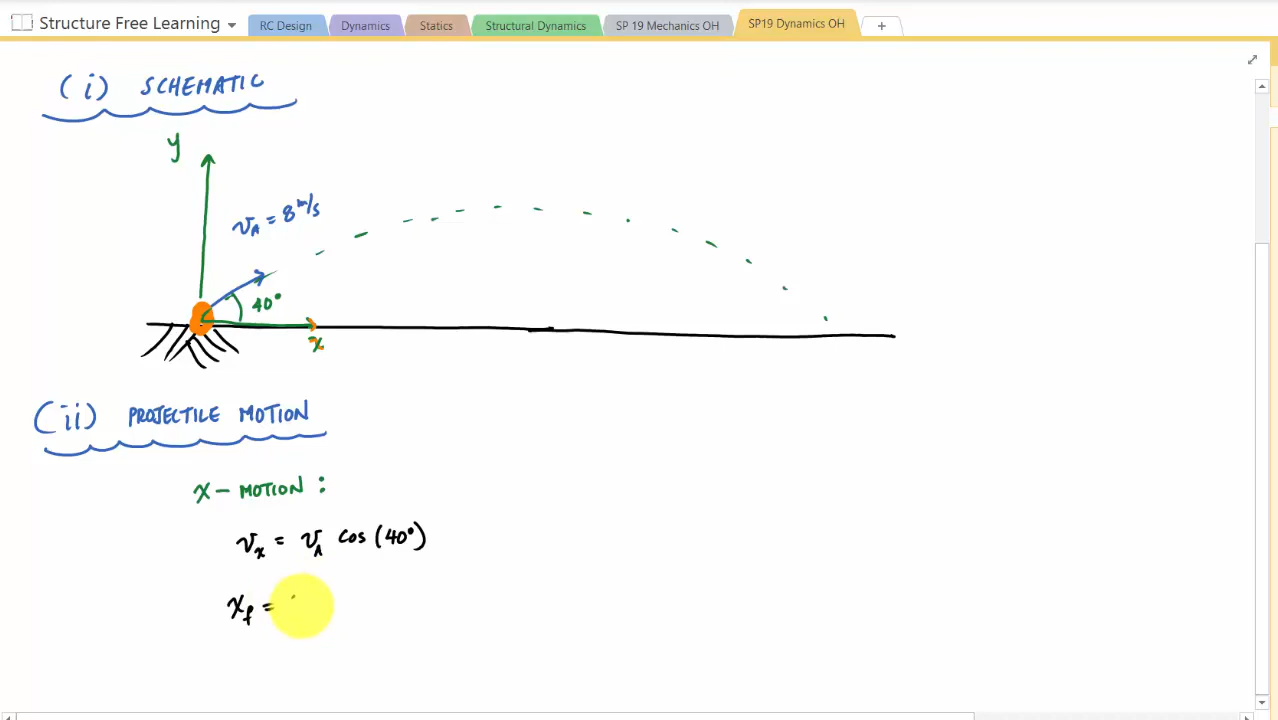 Structure Free Learning
RC Design
Dynamics
Statics
Structural Dynamics
SP 19 Mechanics OH
SP19 Dynamics OH
+
(i) SCHEMATIC
y
v_A = 8 m/s
40°
x
(ii) PROJECTILE MOTION
x - MOTION :
v_x = v_A cos (40°)
x_f =